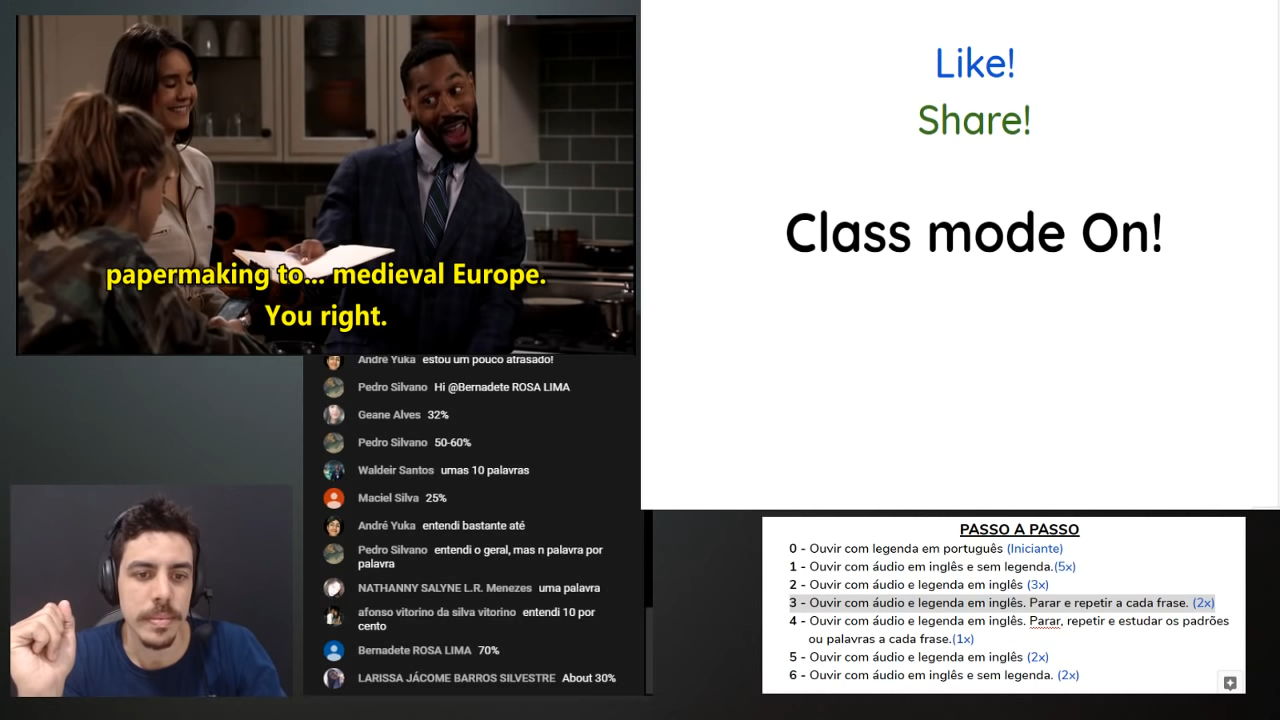 papermaking to... medieval Europe.
You right.
Like!
Share!
Class mode On!
André Yuka estou um pouco atrasado!
Pedro Silvano Hi @Bernadete ROSA LIMA
Geane Alves 32%
Pedro Silvano 50-60%
Waldeir Santos umas 10 palavras
Maciel Silva 25%
André Yuka entendi bastante até
Pedro Silvano entendi o geral, mas n palavra por
palavra
NATHANNY SALYNE L.R. Menezes uma palavra
afonso vitorino da silva vitorino entendi 10 por
cento
Bernadete ROSA LIMA 70%
LARISSA JÁCOME BARROS SILVESTRE About 30%
PASSO A PASSO
0 - Ouvir com legenda em português (Iniciante)
1 - Ouvir com áudio em inglês e sem legenda.(5x)
2 - Ouvir com áudio e legenda em inglês (3x)
3 - Ouvir com áudio e legenda em inglês. Parar e repetir a cada frase. (2x)
4 - Ouvir com áudio e legenda em inglês. Parar, repetir e estudar os padrões
ou palavras a cada frase.(1x)
5 - Ouvir com áudio e legenda em inglês (2x)
6 - Ouvir com áudio em inglês e sem legenda. (2x)